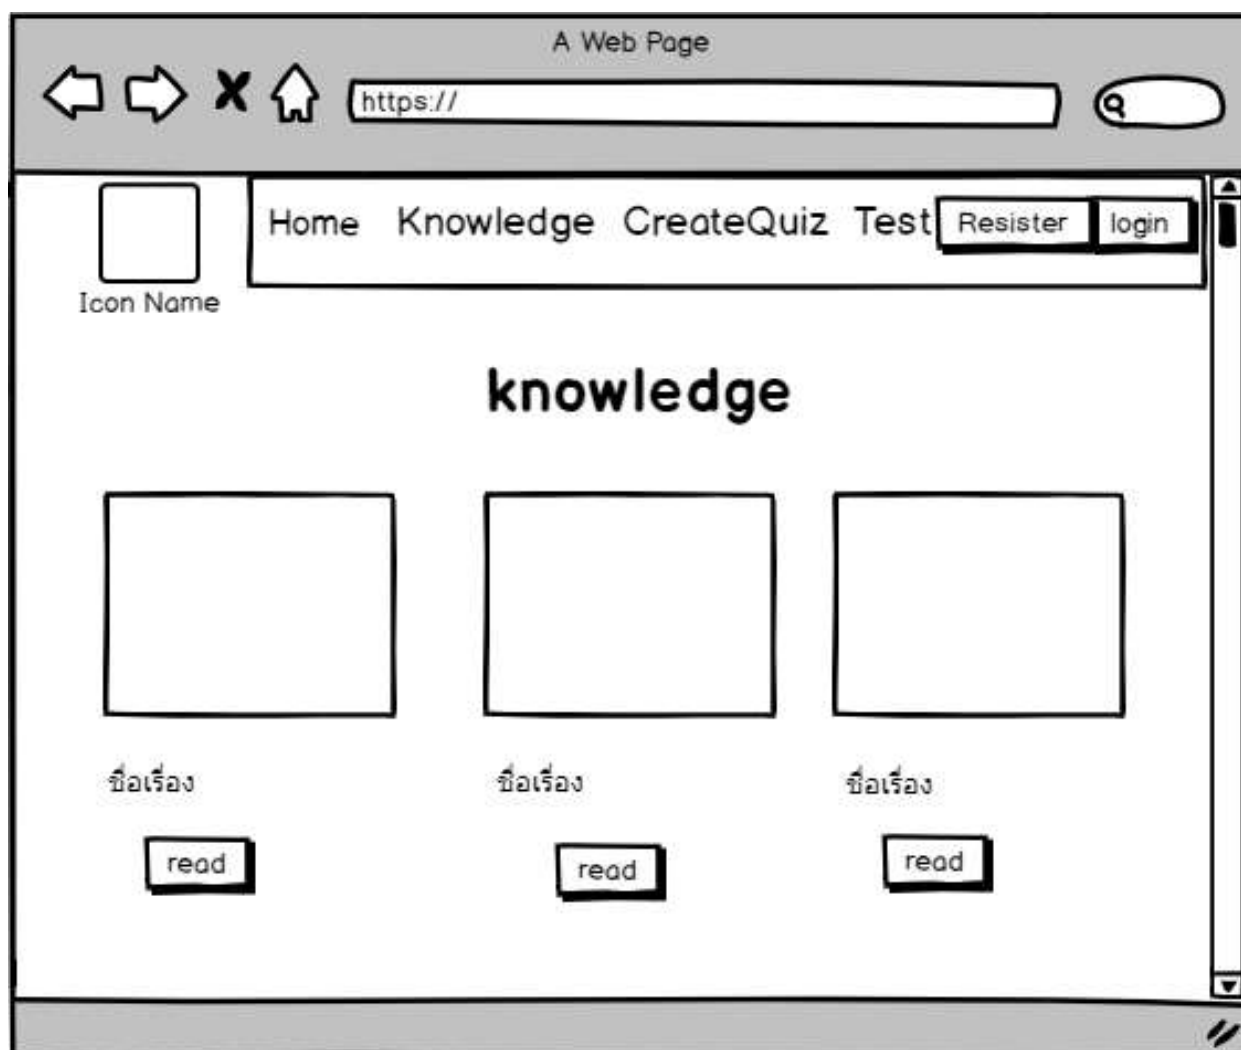 A Web Page
https://
Home Knowledge CreateQuiz Test Resister login
Icon Name
knowledge
ชื่อเรื่อง ชื่อเรื่อง ชื่อเรื่อง
read read read